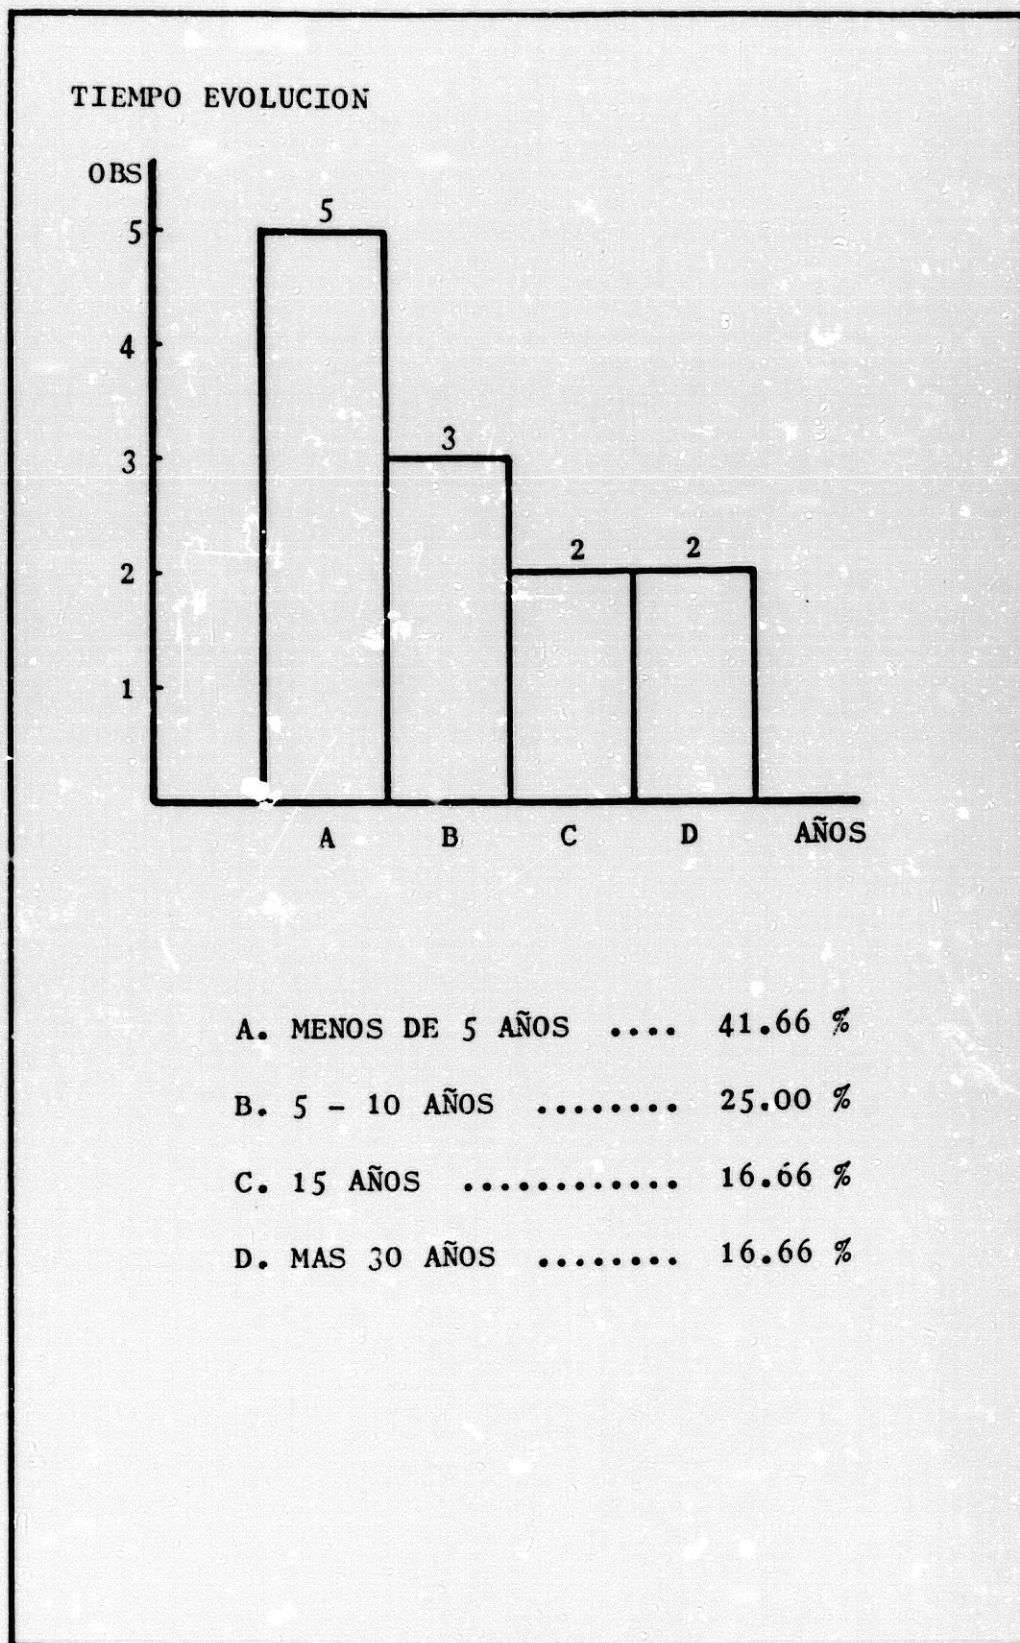 TIEMPO EVOLUCION
OBS
5
5
4
3
3
2
2
2
1
A B C D AÑOS
A. MENOS DE 5 AÑOS .... 41.66 %
B. 5 - 10 AÑOS ........ 25.00 %
C. 15 AÑOS ............ 16.66 %
D. MAS 30 AÑOS ........ 16.66 %